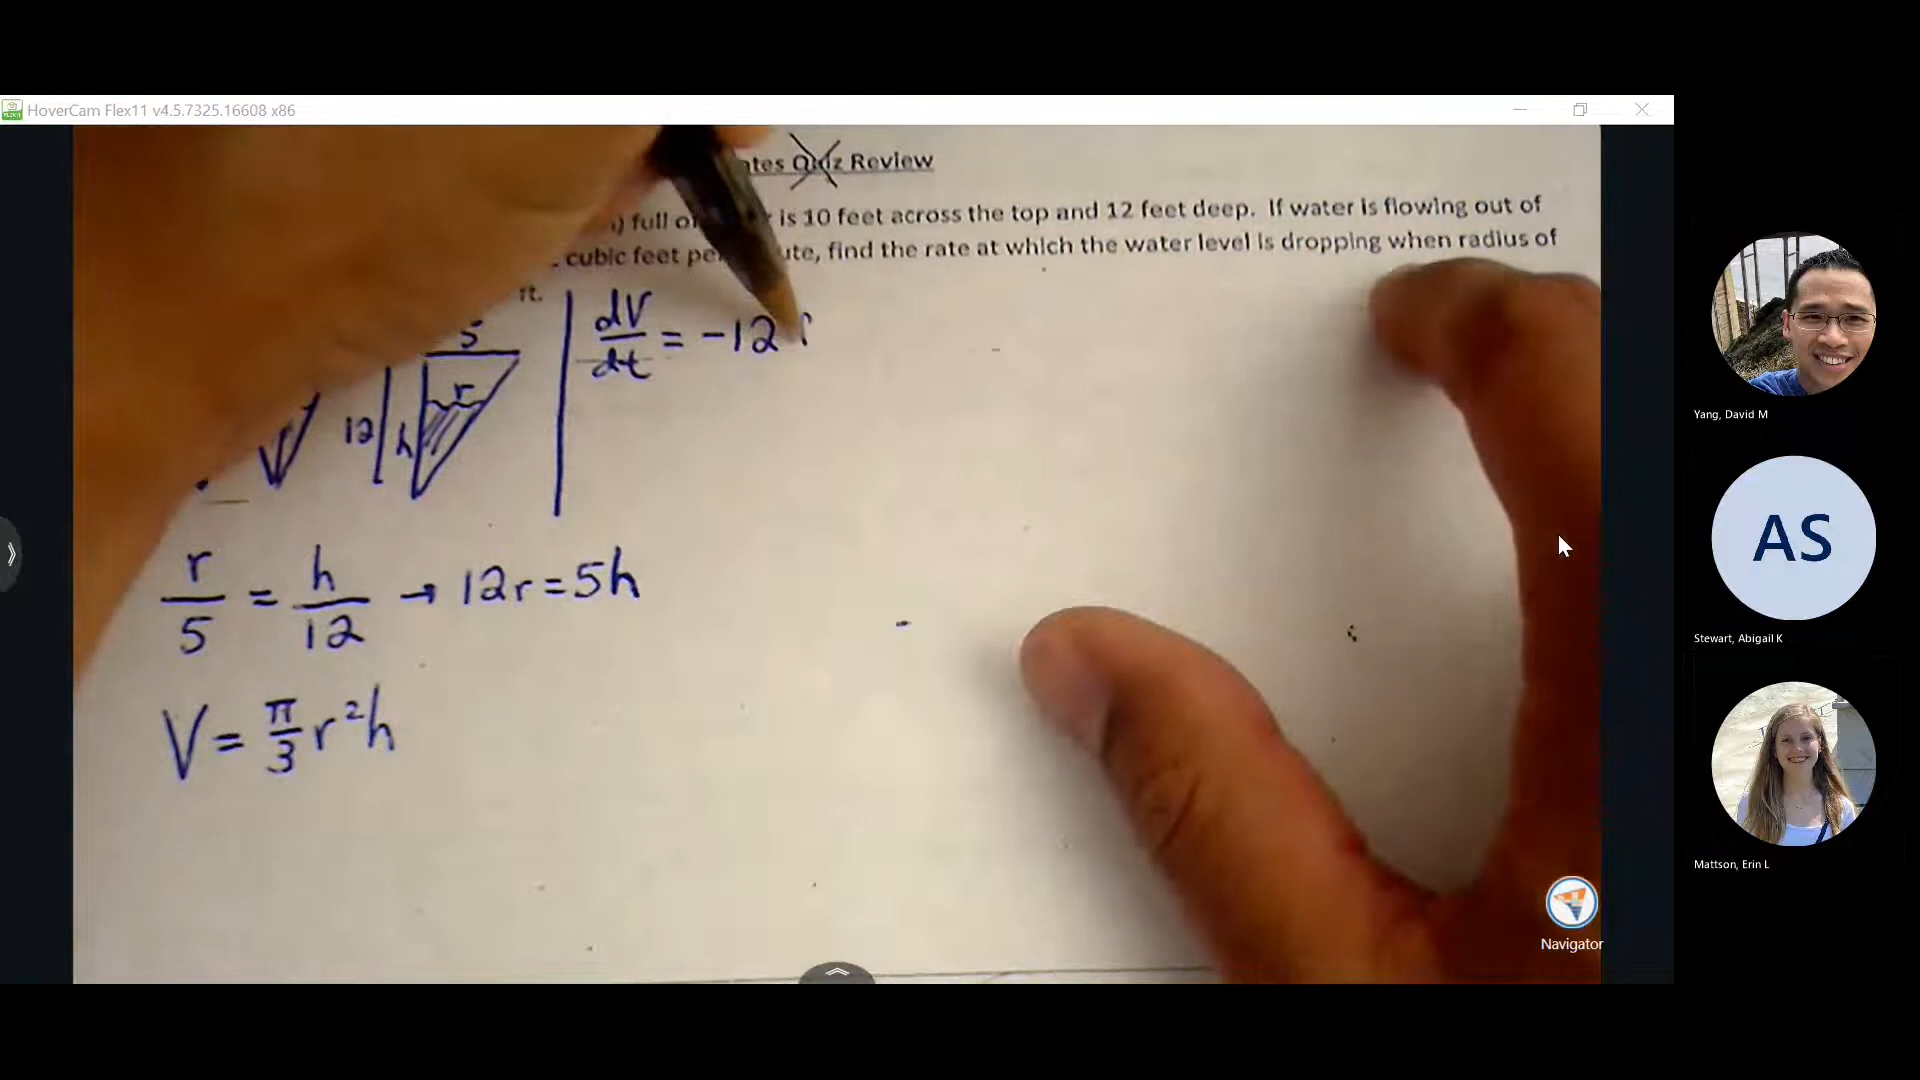 HoverCam Flex11 v4.5.7325.16608 x86
Quiz Review
full is 10 feet across the top and 12 feet deep. If water is flowing out of
cubic feet find the rate at which the water level is dropping when radius of
ft.
5
r
12 h
dV/dt = -12
r/5 = h/12 → 12r = 5h
V = π/3 r²h
Yang, David M
AS
Stewart, Abigail K
Mattson, Erin L
Navigator